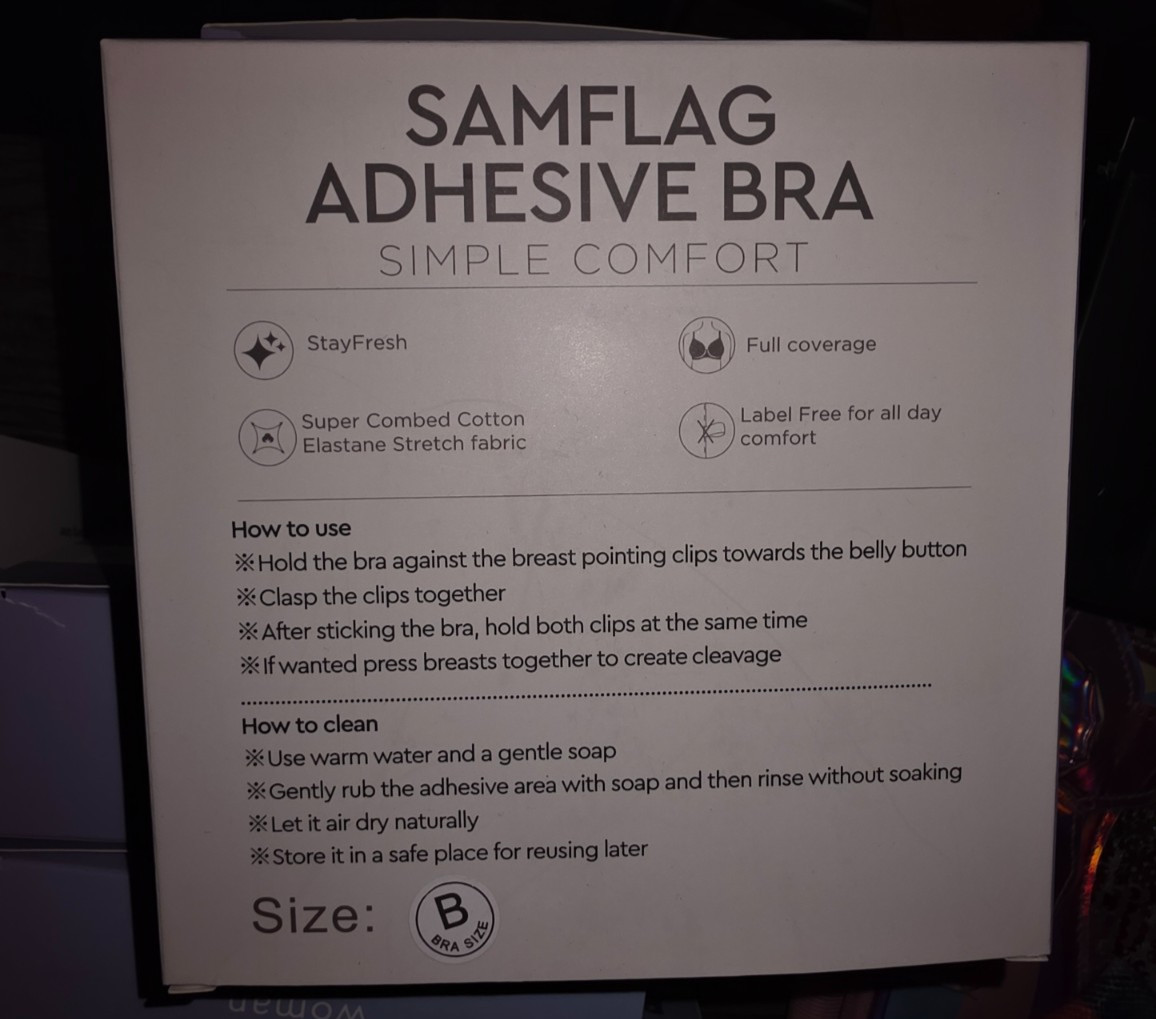 SAMFLAG
ADHESIVE BRA
SIMPLE COMFORT
StayFresh
Full coverage
Super Combed Cotton
Elastane Stretch fabric
Label Free for all day
comfort
How to use
※Hold the bra against the breast pointing clips towards the belly button
※Clasp the clips together
※After sticking the bra, hold both clips at the same time
※If wanted press breasts together to create cleavage
How to clean
※Use warm water and a gentle soap
※Gently rub the adhesive area with soap and then rinse without soaking
※Let it air dry naturally
※Store it in a safe place for reusing later
Size: B
BRA SIZE
woman